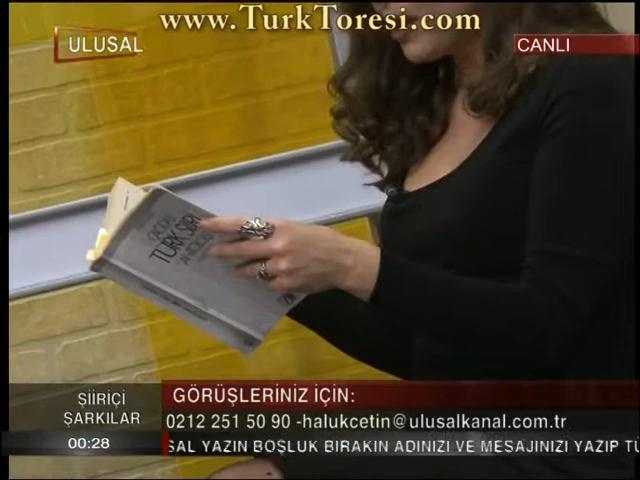 www.TurkToresi.com
ULUSAL
CANLI
TÜRK ŞİİRİ
ŞİİRİÇİ
ŞARKILAR
00:28
GÖRÜŞLERİNİZ İÇİN:
0212 251 50 90 -halukcetin@ulusalkanal.com.tr
SAL YAZIN BOŞLUK BIRAKIN ADINIZI VE MESAJINIZI YAZIP TÜ